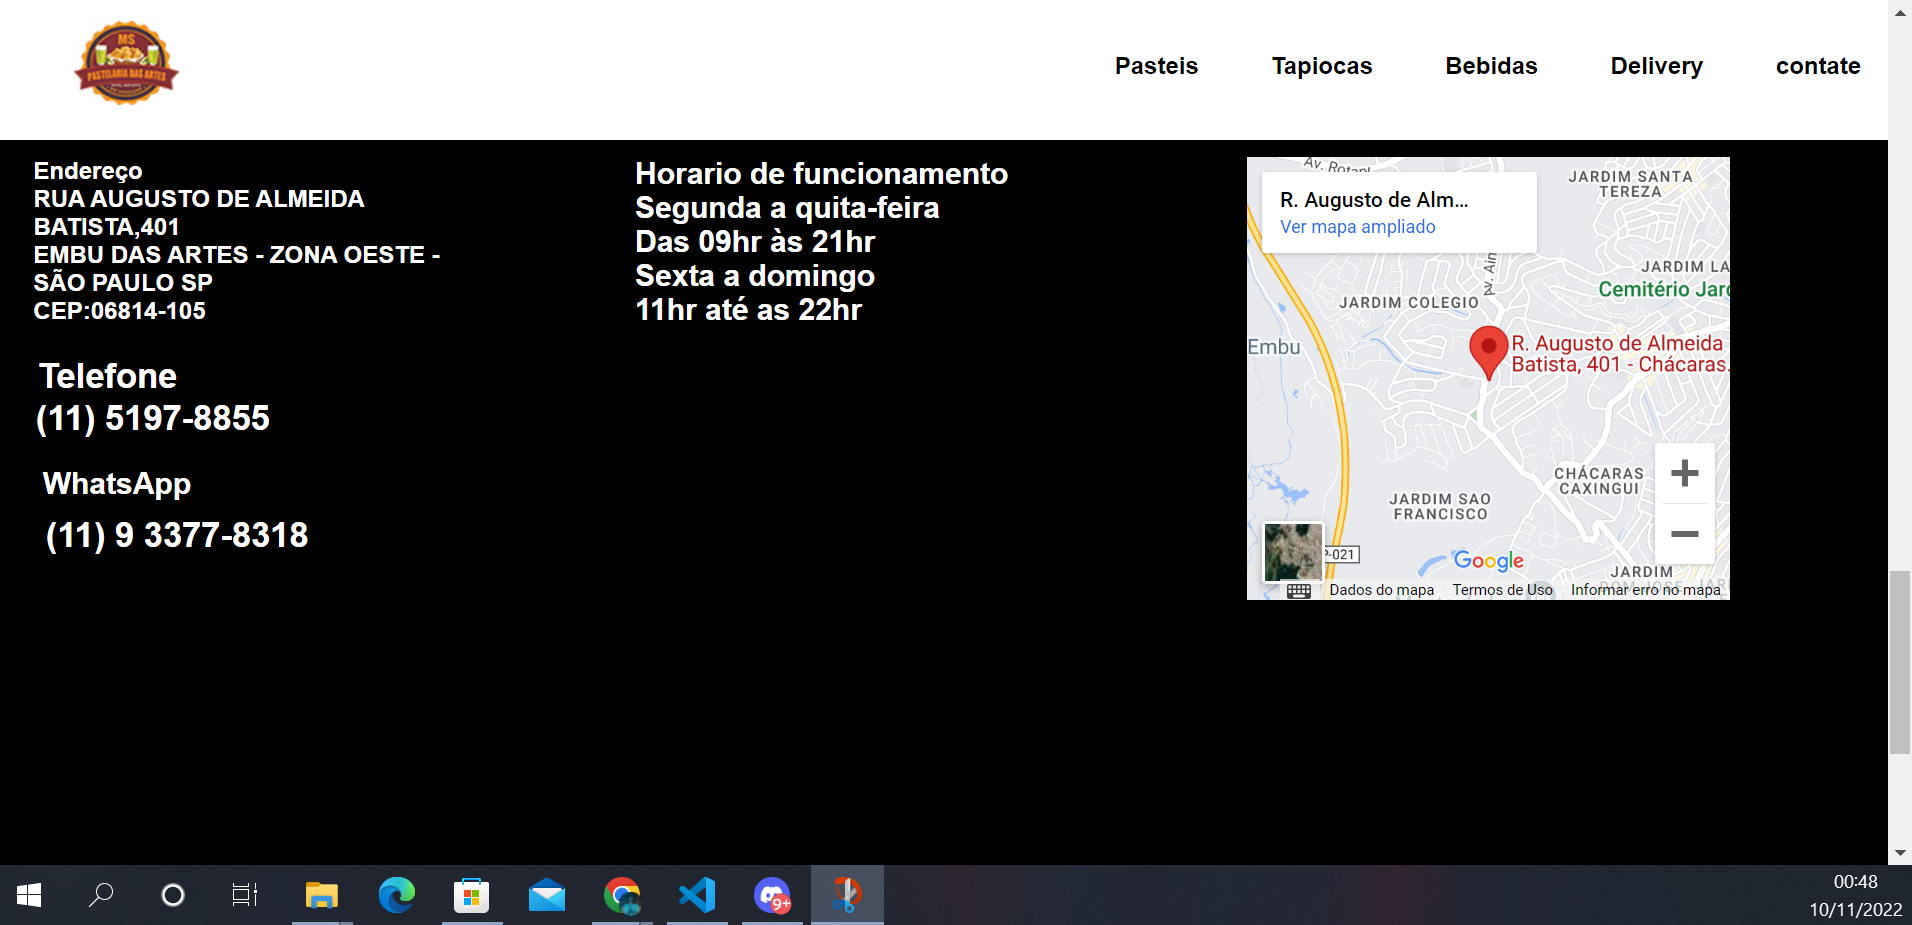 MS
PASTELARIA DAS ARTES
Pasteis
Tapiocas
Bebidas
Delivery
contate
Endereço
RUA AUGUSTO DE ALMEIDA
BATISTA,401
EMBU DAS ARTES - ZONA OESTE -
SÃO PAULO SP
CEP:06814-105
Telefone
(11) 5197-8855
WhatsApp
(11) 9 3377-8318
Horario de funcionamento
Segunda a quita-feira
Das 09hr às 21hr
Sexta a domingo
11hr até as 22hr
R. Augusto de Alm...
Ver mapa ampliado
JARDIM SANTA
TEREZA
Av. Ain
JARDIM LA
Cemitério Jard
JARDIM COLEGIO
Embu
R. Augusto de Almeida
Batista, 401 - Chácaras.
CHÁCARAS
CAXINGUI
JARDIM SAO
FRANCISCO
P-021
Google
JARDIM
DOM JOSE
JAR
Dados do mapa
Termos de Uso
Informar erro no mapa
9+
00:48
10/11/2022